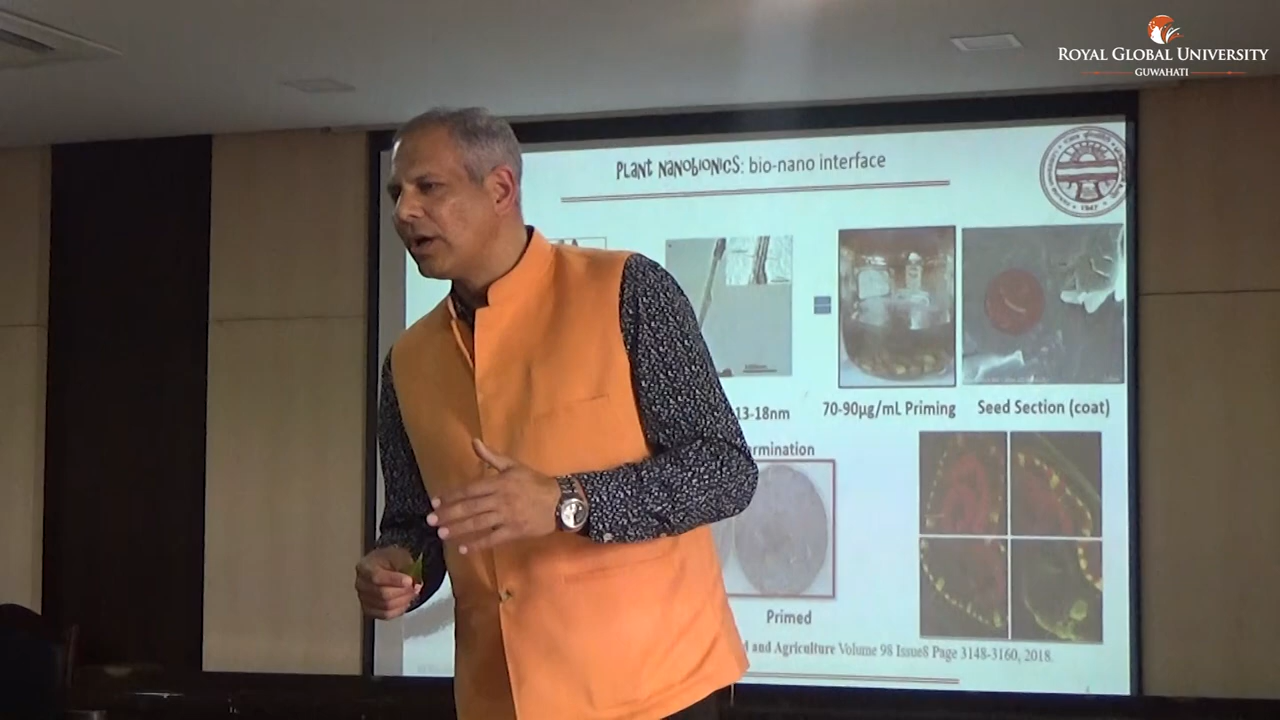 ROYAL GLOBAL UNIVERSITY
GUWAHATI
PLANT NANOBIONICS: bio-nano interface
13-18nm
70-90µg/mL Priming
Seed Section (coat)
rmination
Primed
d and Agriculture Volume 98 Issue8 Page 3148-3160, 2018.